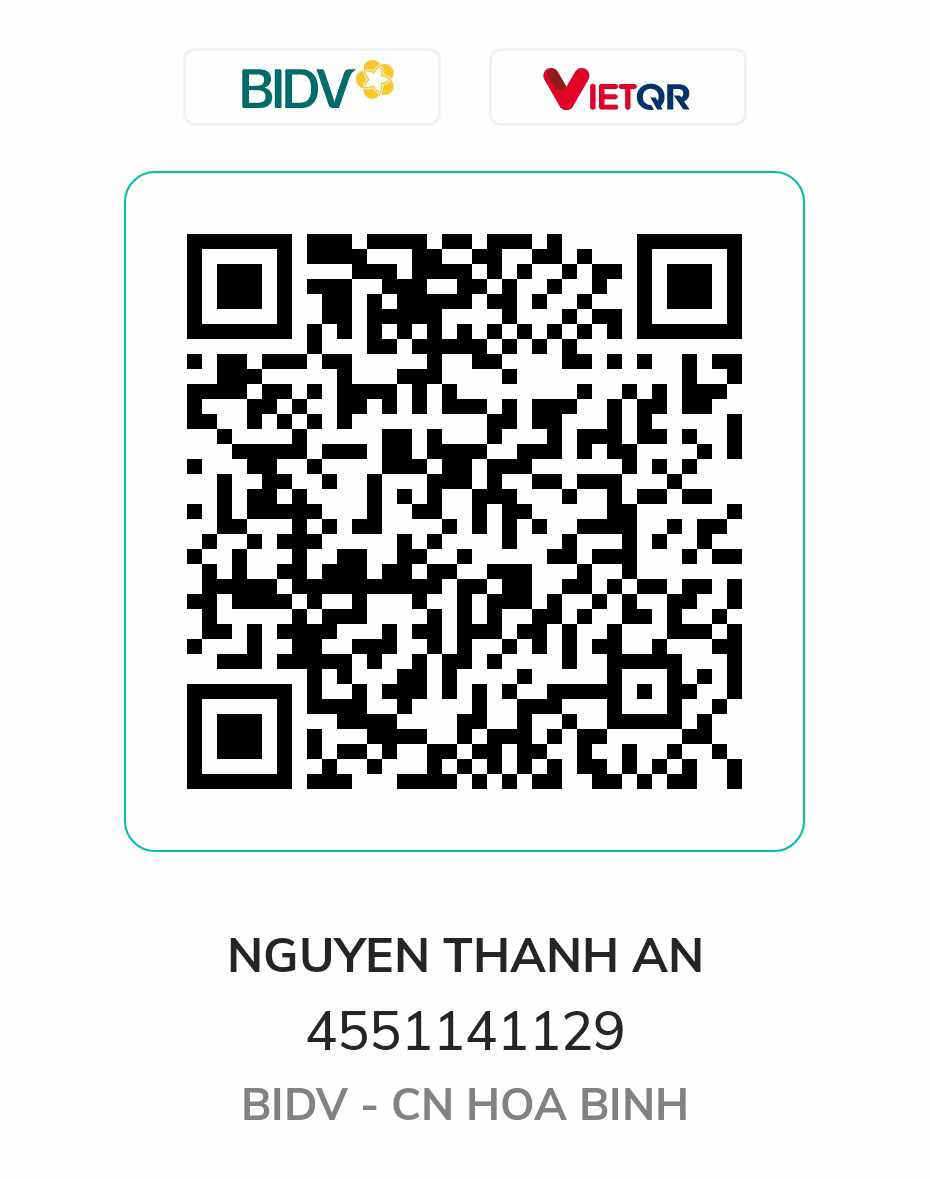 BIDV
VIETQR
NGUYEN THANH AN
4551141129
BIDV - CN HOA BINH